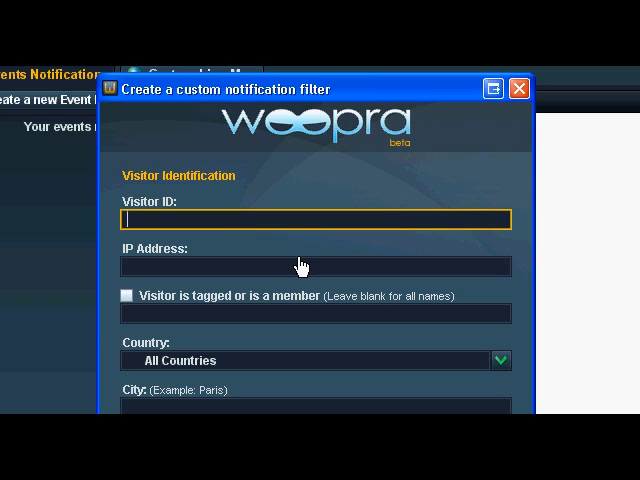 ents Notification
Create a custom notification filter
eate a new Event
woopra
beta
Your events
Visitor Identification
Visitor ID:
IP Address:
Visitor is tagged or is a member (Leave blank for all names)
Country:
All Countries
City: (Example: Paris)